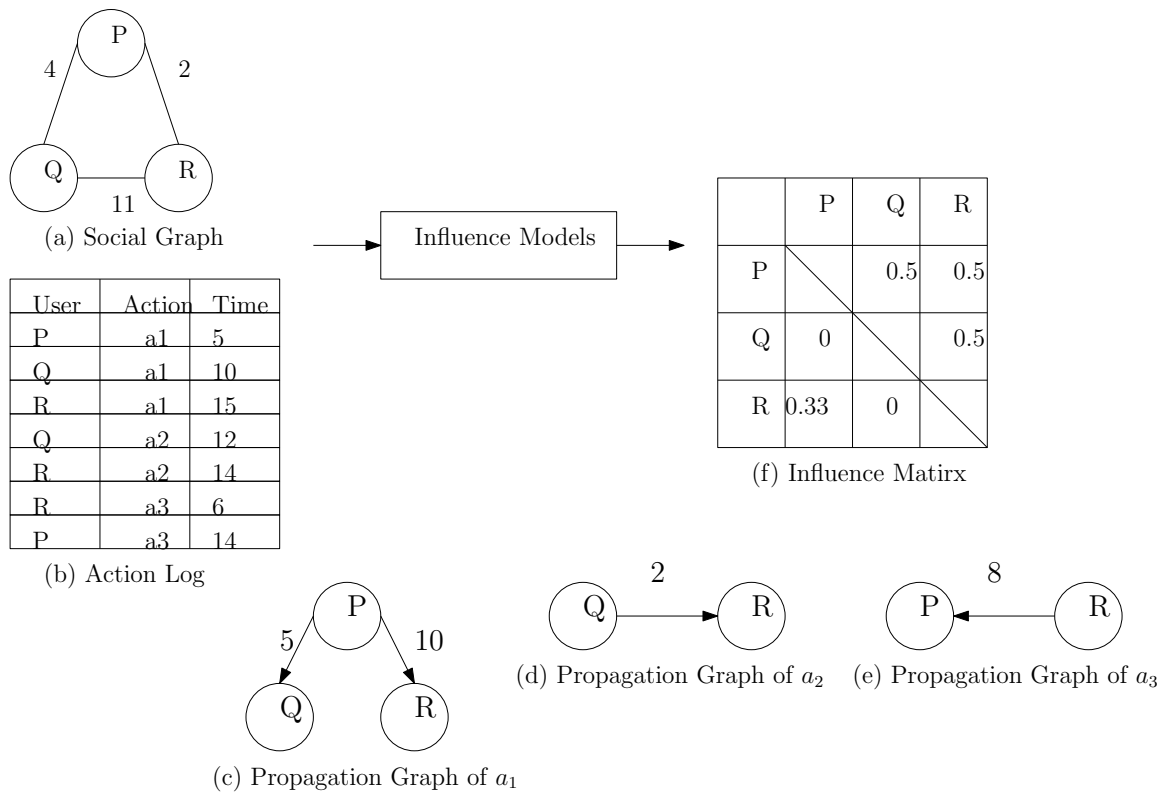 P
4 2
Q R
11
(a) Social Graph
User Action Time
P a1 5
Q a1 10
R a1 15
Q a2 12
R a2 14
R a3 6
P a3 14
(b) Action Log
Influence Models
P Q R
P 0.5 0.5
Q 0 0.5
R 0.33 0
(f) Influence Matirx
P
5 10
Q R
(c) Propagation Graph of a1
2
Q R
(d) Propagation Graph of a2
8
P R
(e) Propagation Graph of a3